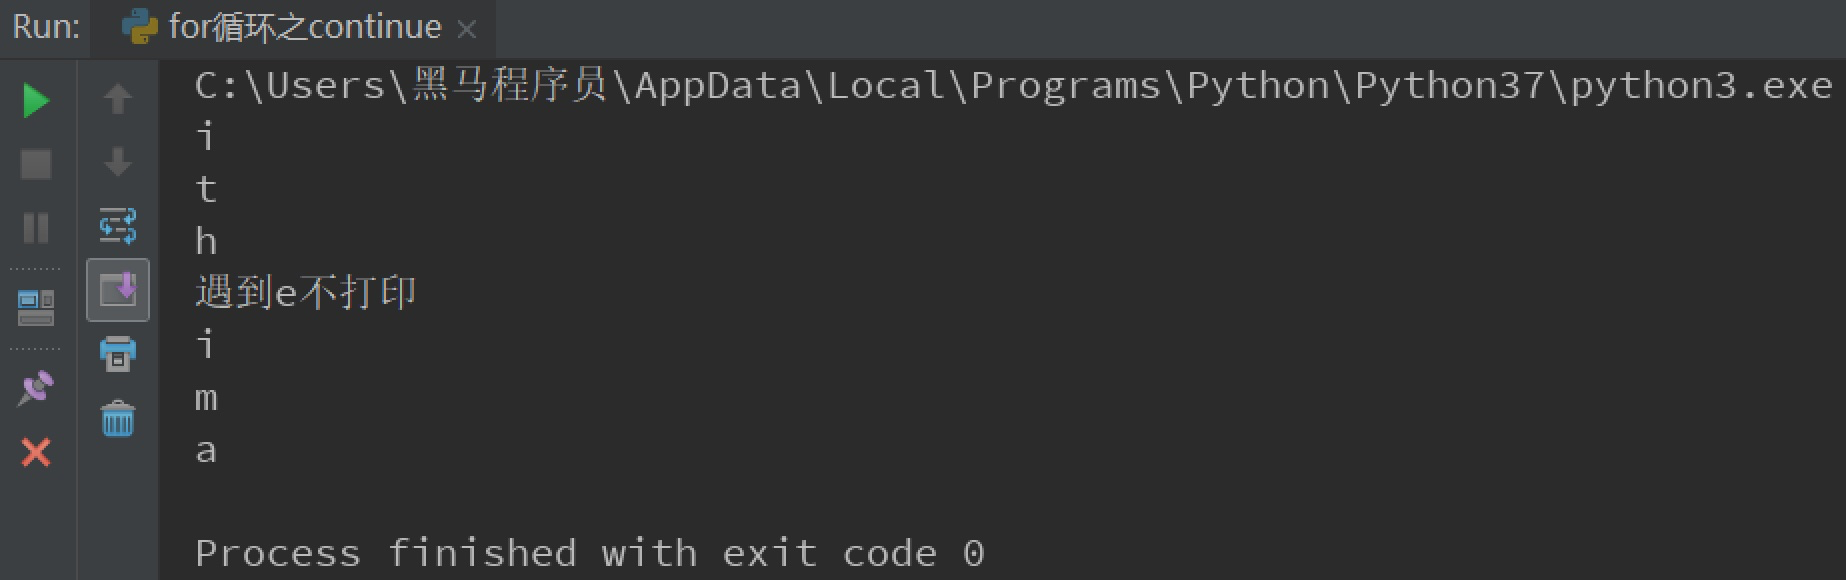 Run: for循环之continue
C:\Users\黑马程序员\AppData\Local\Programs\Python\Python37\python3.exe
i
t
h
遇到e不打印
i
m
a
Process finished with exit code 0